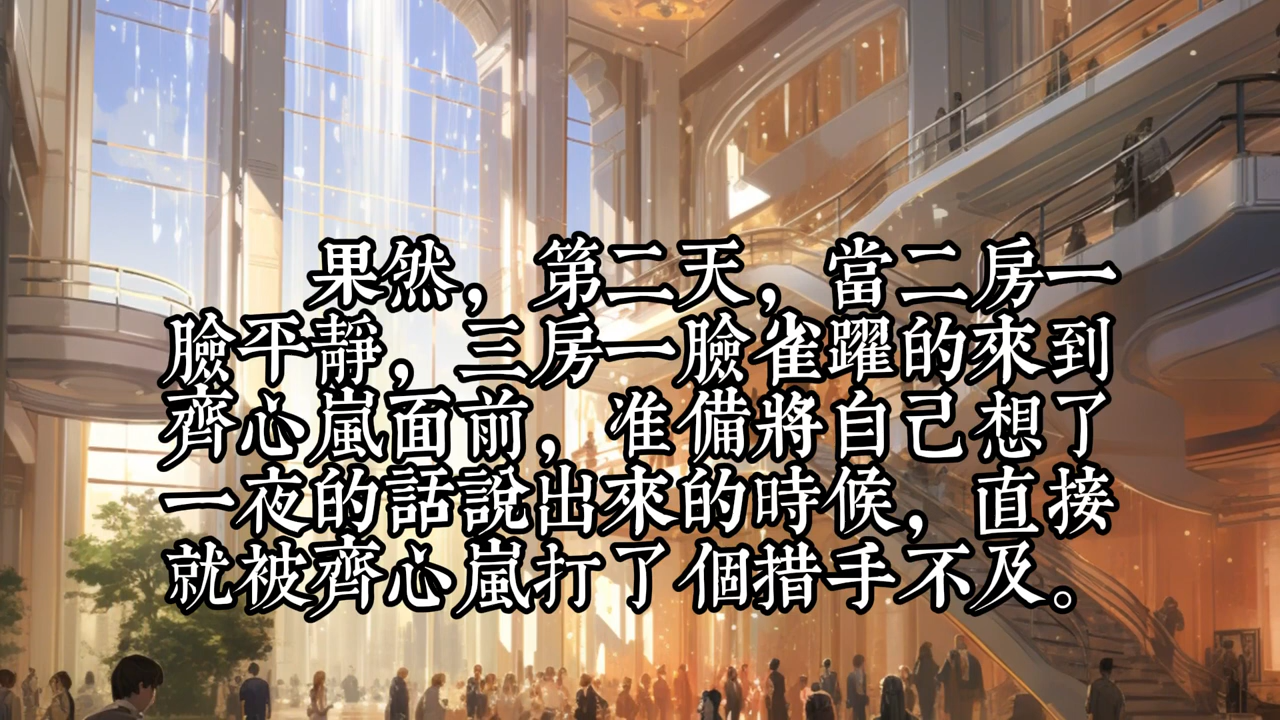 果然，第二天，當二房一
臉平靜，三房一臉雀躍的來到
齊心嵐面前，准備將自己想了
一夜的話說出來的時候，直接
就被齊心嵐打了個措手不及。